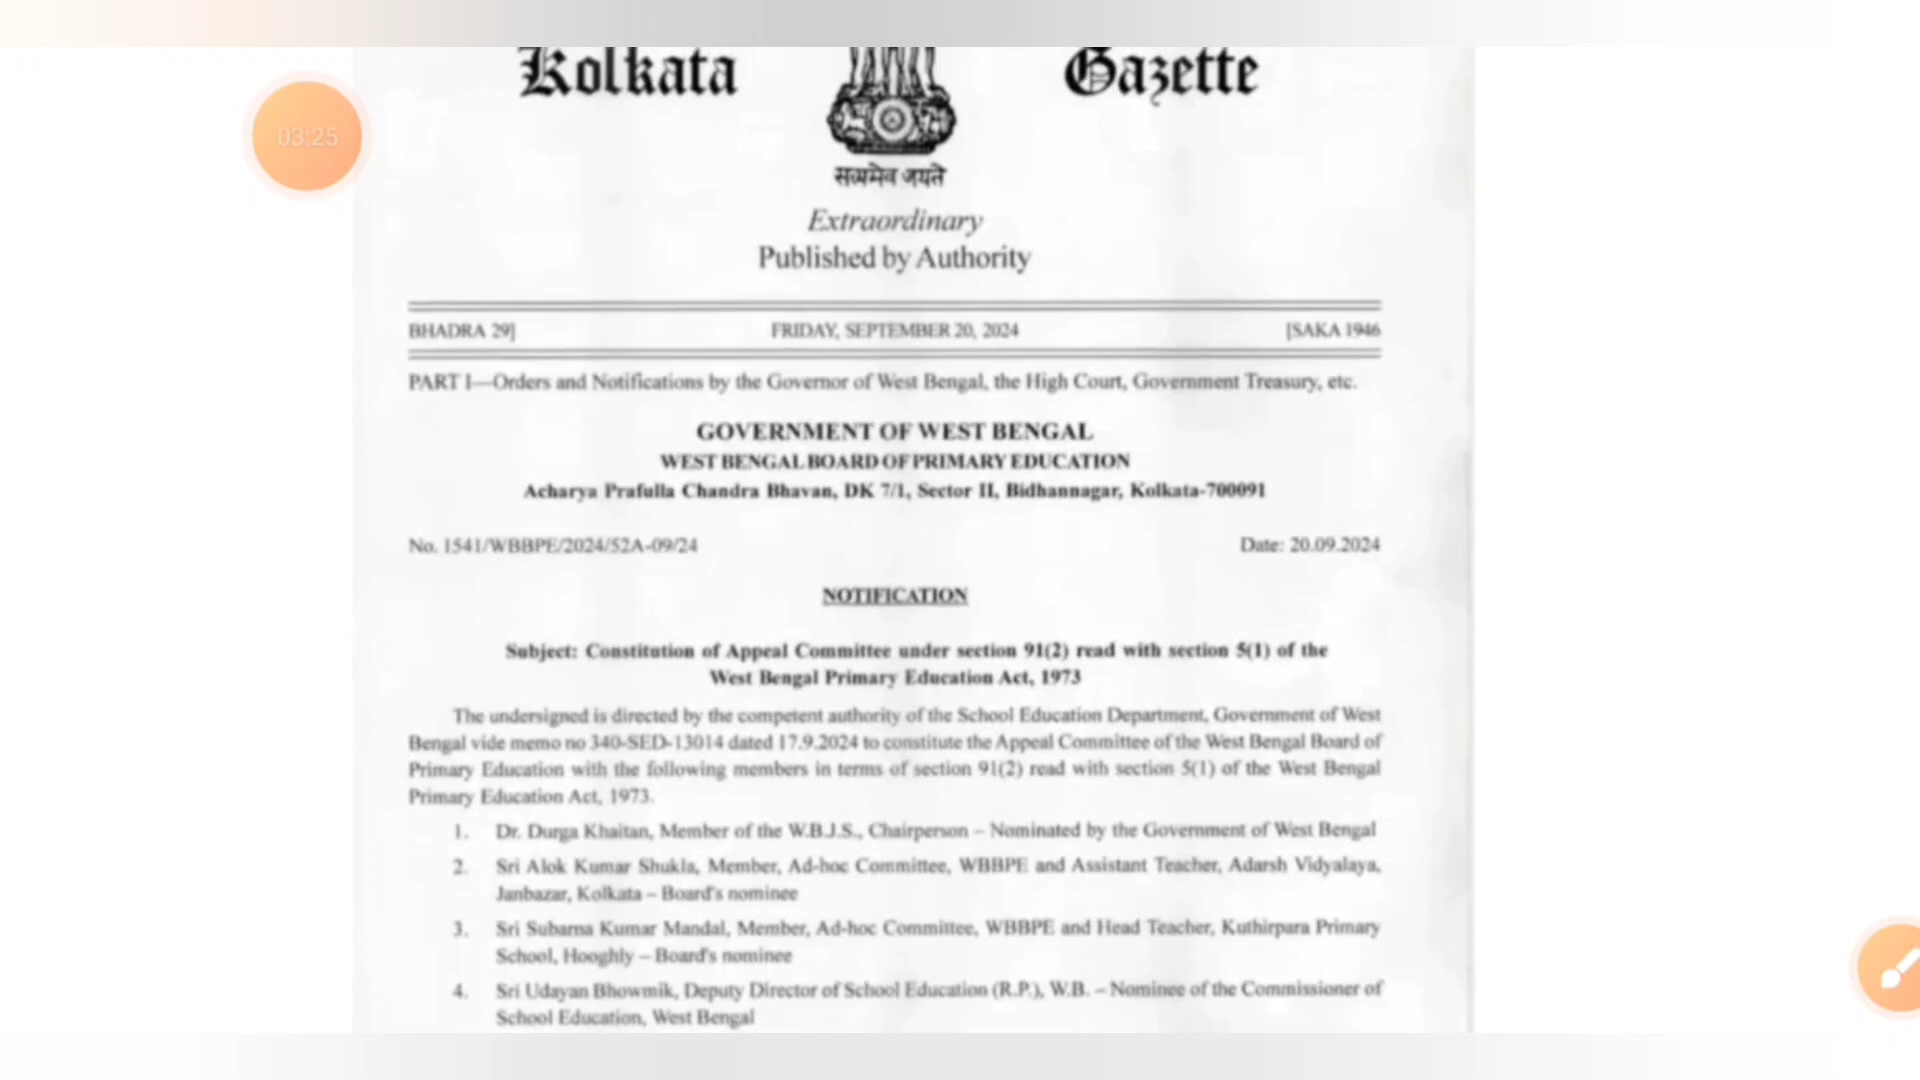 Kolkata Gazette
03:25
सत्यमेव जयते
Extraordinary
Published by Authority
BHADRA 29] FRIDAY, SEPTEMBER 20, 2024 [SAKA 1946
PART I—Orders and Notifications by the Governor of West Bengal, the High Court, Government Treasury, etc.
GOVERNMENT OF WEST BENGAL
WEST BENGAL BOARD OF PRIMARY EDUCATION
Acharya Prafulla Chandra Bhavan, DK 7/1, Sector II, Bidhannagar, Kolkata-700091
No. 1541/WBBPE/2024/52A-09/24 Date: 20.09.2024
NOTIFICATION
Subject: Constitution of Appeal Committee under section 91(2) read with section 5(1) of the
West Bengal Primary Education Act, 1973
The undersigned is directed by the competent authority of the School Education Department, Government of West
Bengal vide memo no 340-SED-13014 dated 17.9.2024 to constitute the Appeal Committee of the West Bengal Board of
Primary Education with the following members in terms of section 91(2) read with section 5(1) of the West Bengal
Primary Education Act, 1973.
1. Dr. Durga Khaitan, Member of the W.B.J.S., Chairperson – Nominated by the Government of West Bengal
2. Sri Alok Kumar Shukla, Member, Ad-hoc Committee, WBBPE and Assistant Teacher, Adarsh Vidyalaya,
Janbazar, Kolkata – Board's nominee
3. Sri Subarna Kumar Mandal, Member, Ad-hoc Committee, WBBPE and Head Teacher, Kuthirpara Primary
School, Hooghly – Board's nominee
4. Sri Udayan Bhowmik, Deputy Director of School Education (R.P.), W.B. – Nominee of the Commissioner of
School Education, West Bengal